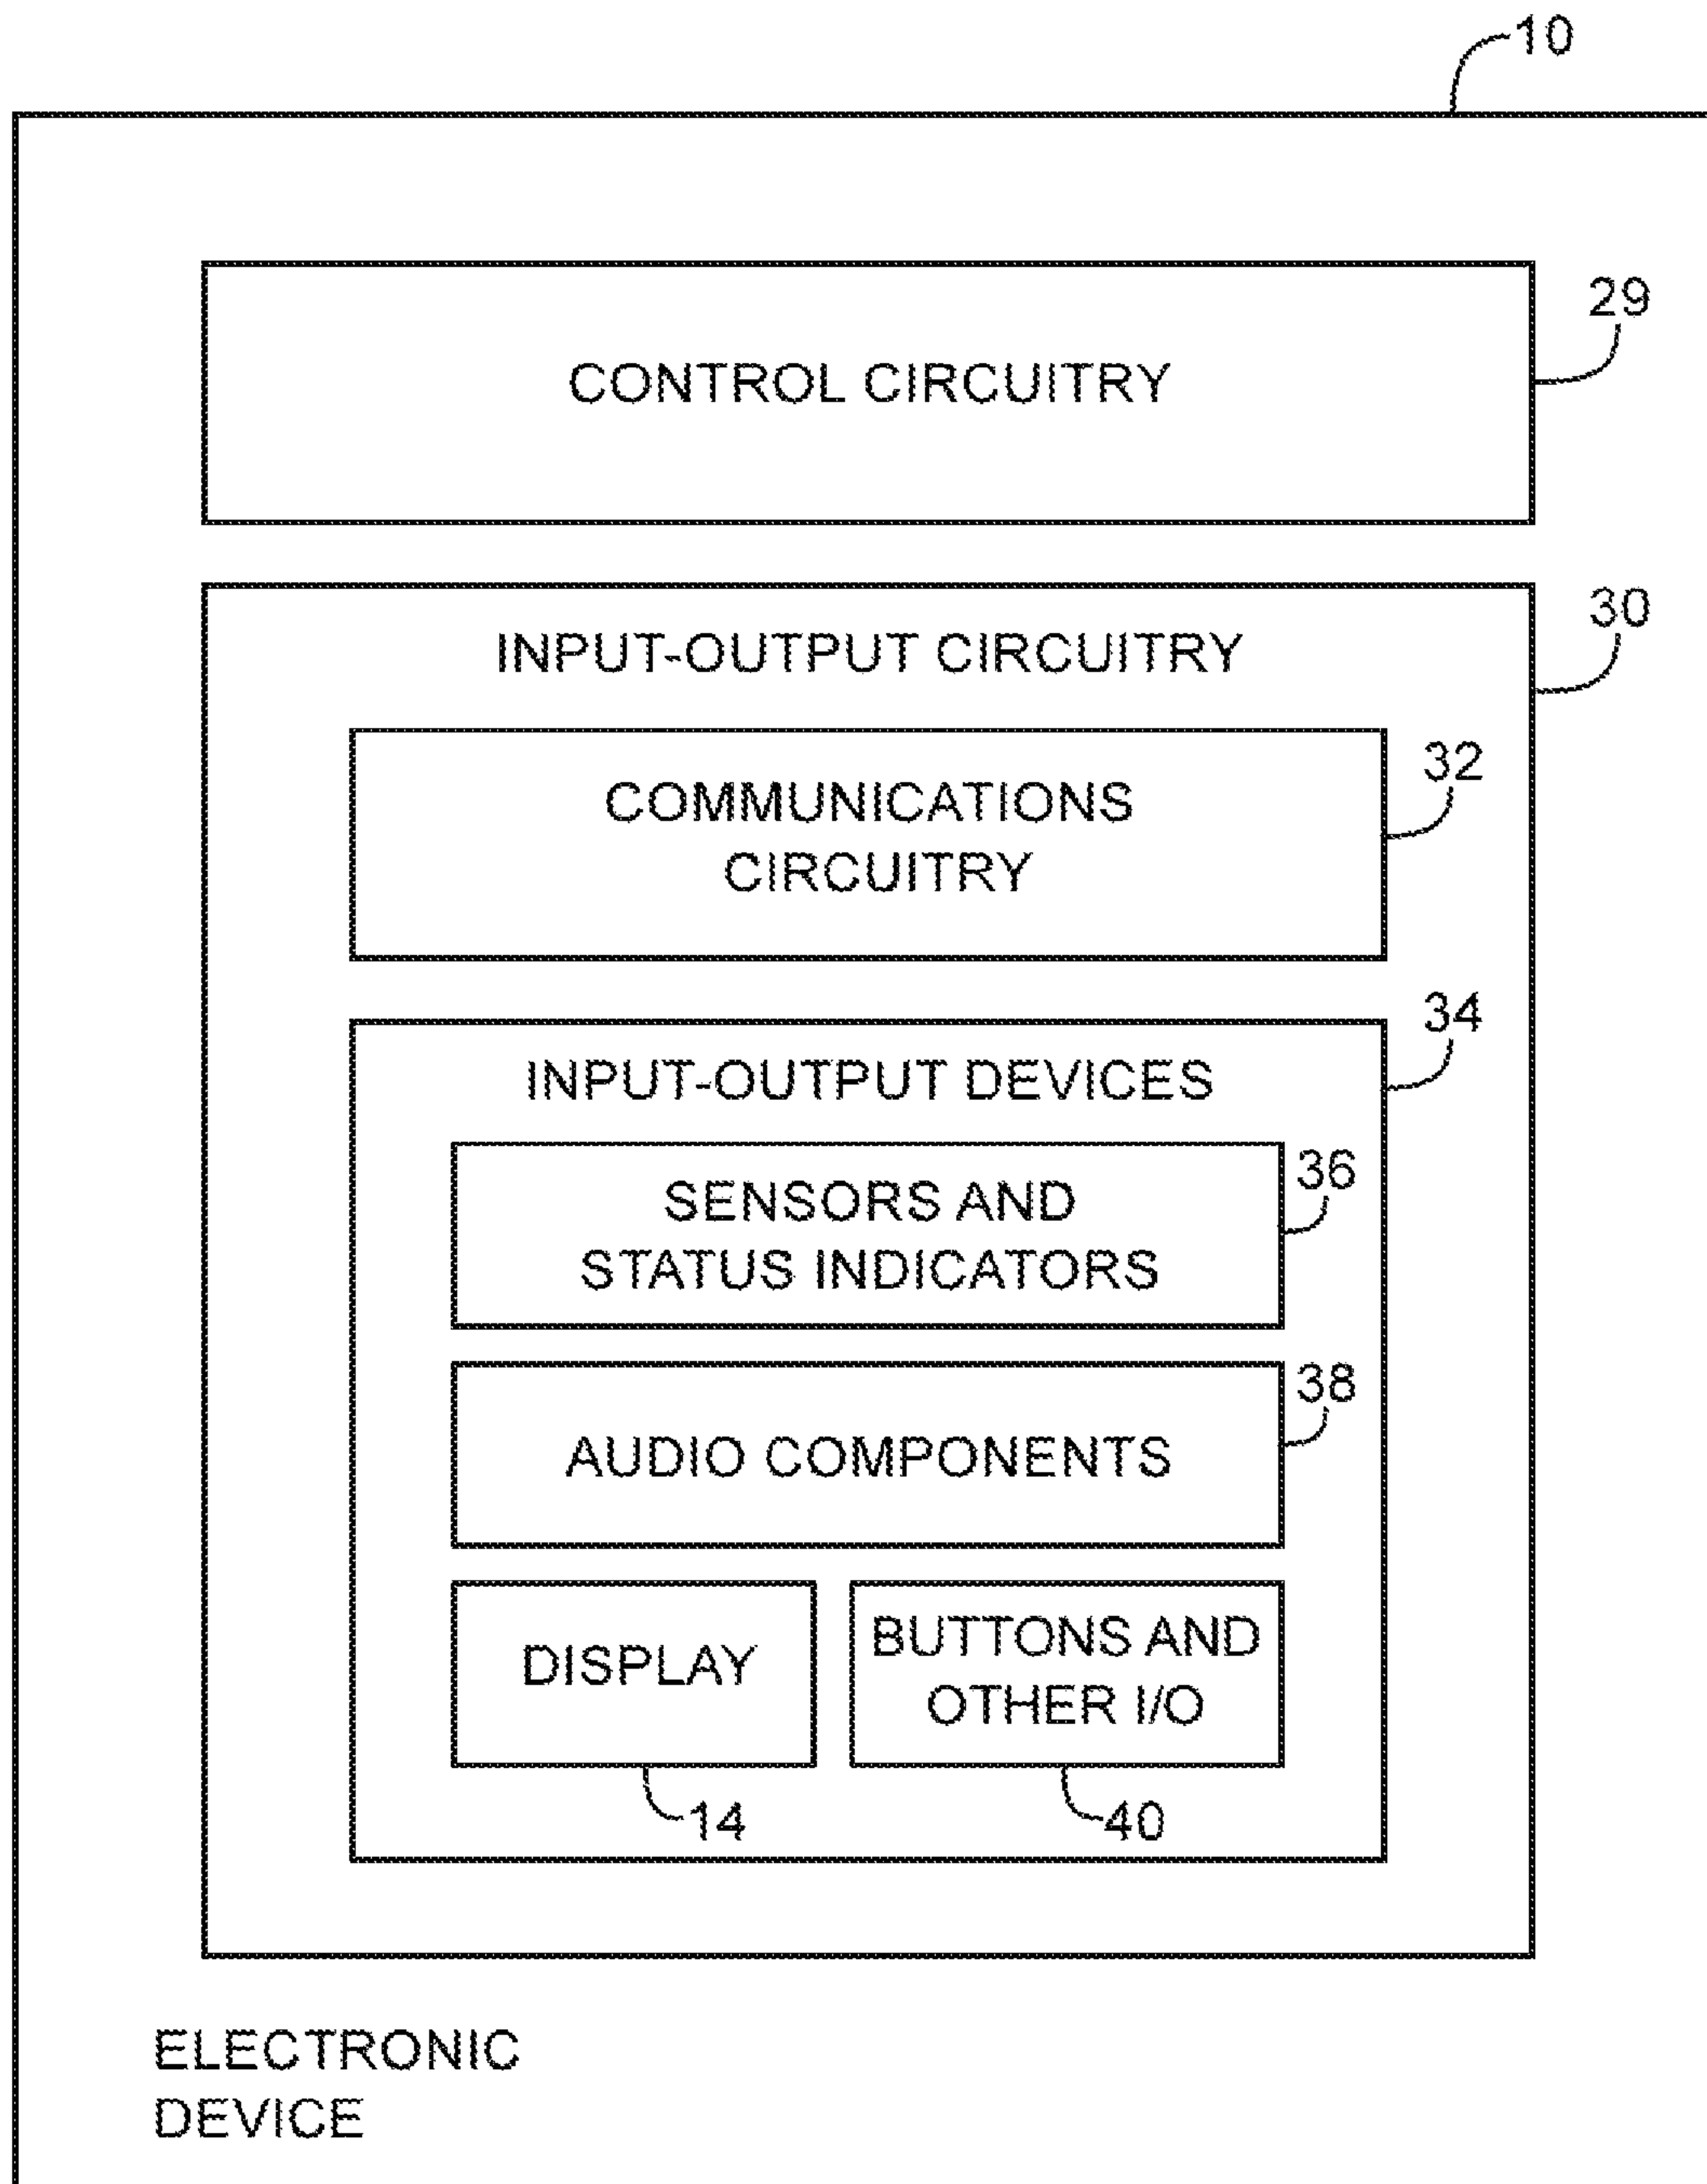 10
CONTROL CIRCUITRY
29
30
INPUT-OUTPUT CIRCUITRY
32
COMMUNICATIONS
CIRCUITRY
34
INPUT-OUTPUT DEVICES
36
SENSORS AND
STATUS INDICATORS
38
AUDIO COMPONENTS
DISPLAY
BUTTONS AND
OTHER I/O
14
40
ELECTRONIC
DEVICE